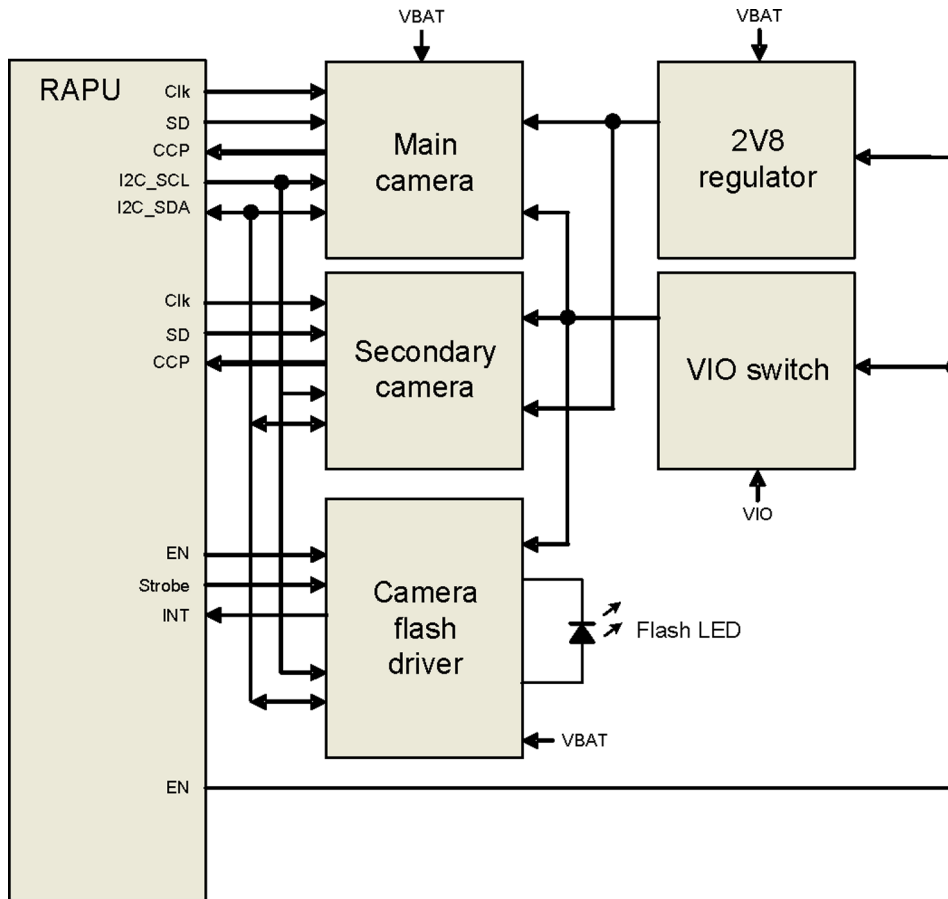 VBAT
VBAT
RAPU
Clk
SD
CCP
I2C_SCL
I2C_SDA
Main
camera
2V8
regulator
Clk
SD
CCP
Secondary
camera
VIO switch
VIO
EN
Strobe
INT
Camera
flash
driver
Flash LED
VBAT
EN